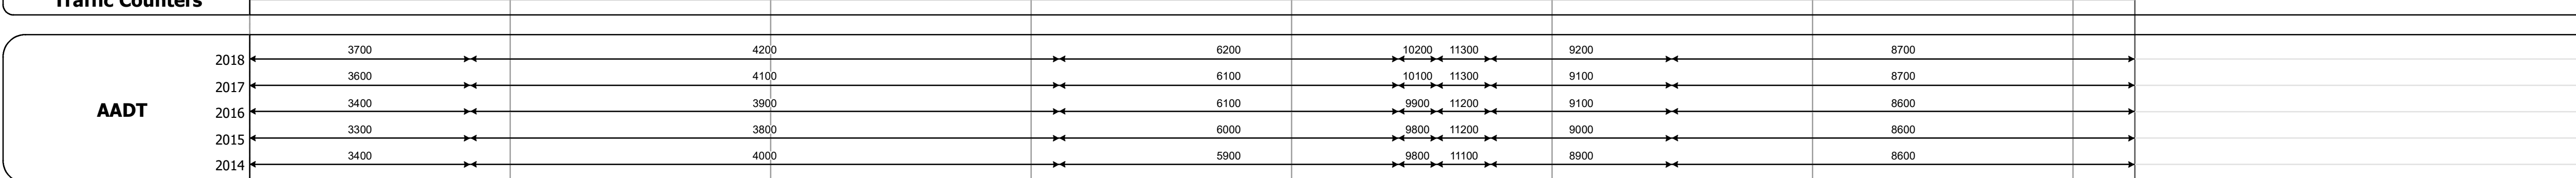 Traffic Counters
2018 3700 4200 6200 10200 11300 9200 8700
2017 3600 4100 6100 10100 11300 9100 8700
AADT
2016 3400 3900 6100 9900 11200 9100 8600
2015 3300 3800 6000 9800 11200 9000 8600
2014 3400 4000 5900 9800 11100 8900 8600